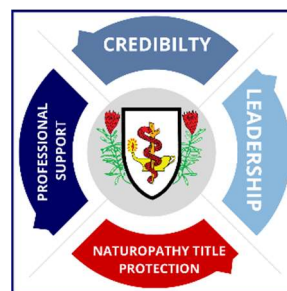 CREDIBILTY
LEADERSHIP
NATUROPATHY TITLE
PROTECTION
PROFESSIONAL
SUPPORT